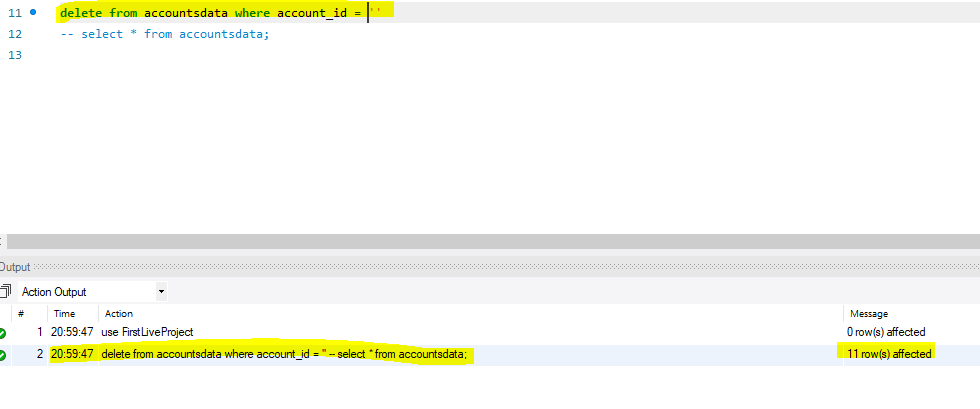 11 delete from accountsdata where account_id = ''
12 -- select * from accountsdata;
13
Output
Action Output
# Time Action Message
1 20:59:47 use FirstLiveProject 0 row(s) affected
2 20:59:47 delete from accountsdata where account_id = '' -- select * from accountsdata; 11 row(s) affected